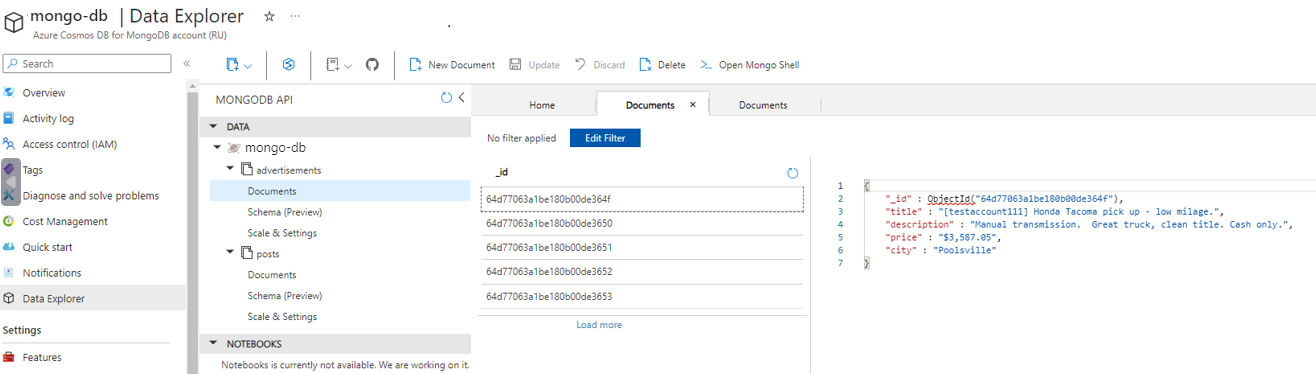 mongo-db | Data Explorer ☆ ...
Azure Cosmos DB for MongoDB account (RU)
Search
«
Overview
Activity log
Access control (IAM)
Tags
Diagnose and solve problems
Cost Management
Quick start
Notifications
Data Explorer
Settings
Features
New Document
Update
Discard
Delete
>_ Open Mongo Shell
MONGODB API
DATA
mongo-db
advertisements
Documents
Schema (Preview)
Scale & Settings
posts
Documents
Schema (Preview)
Scale & Settings
NOTEBOOKS
Notebooks is currently not available. We are working on it.
Home
Documents ×
Documents
No filter applied
Edit Filter
_id
64d77063a1be180b00de364f
64d77063a1be180b00de3650
64d77063a1be180b00de3651
64d77063a1be180b00de3652
64d77063a1be180b00de3653
Load more
1 {
2 "_id" : ObjectId("64d77063a1be180b00de364f"),
3 "title" : "[testaccount111] Honda Tacoma pick up - low milage.",
4 "description" : "Manual transmission.  Great truck, clean title. Cash only.",
5 "price" : "$3,587.05",
6 "city" : "Poolsville"
7 }